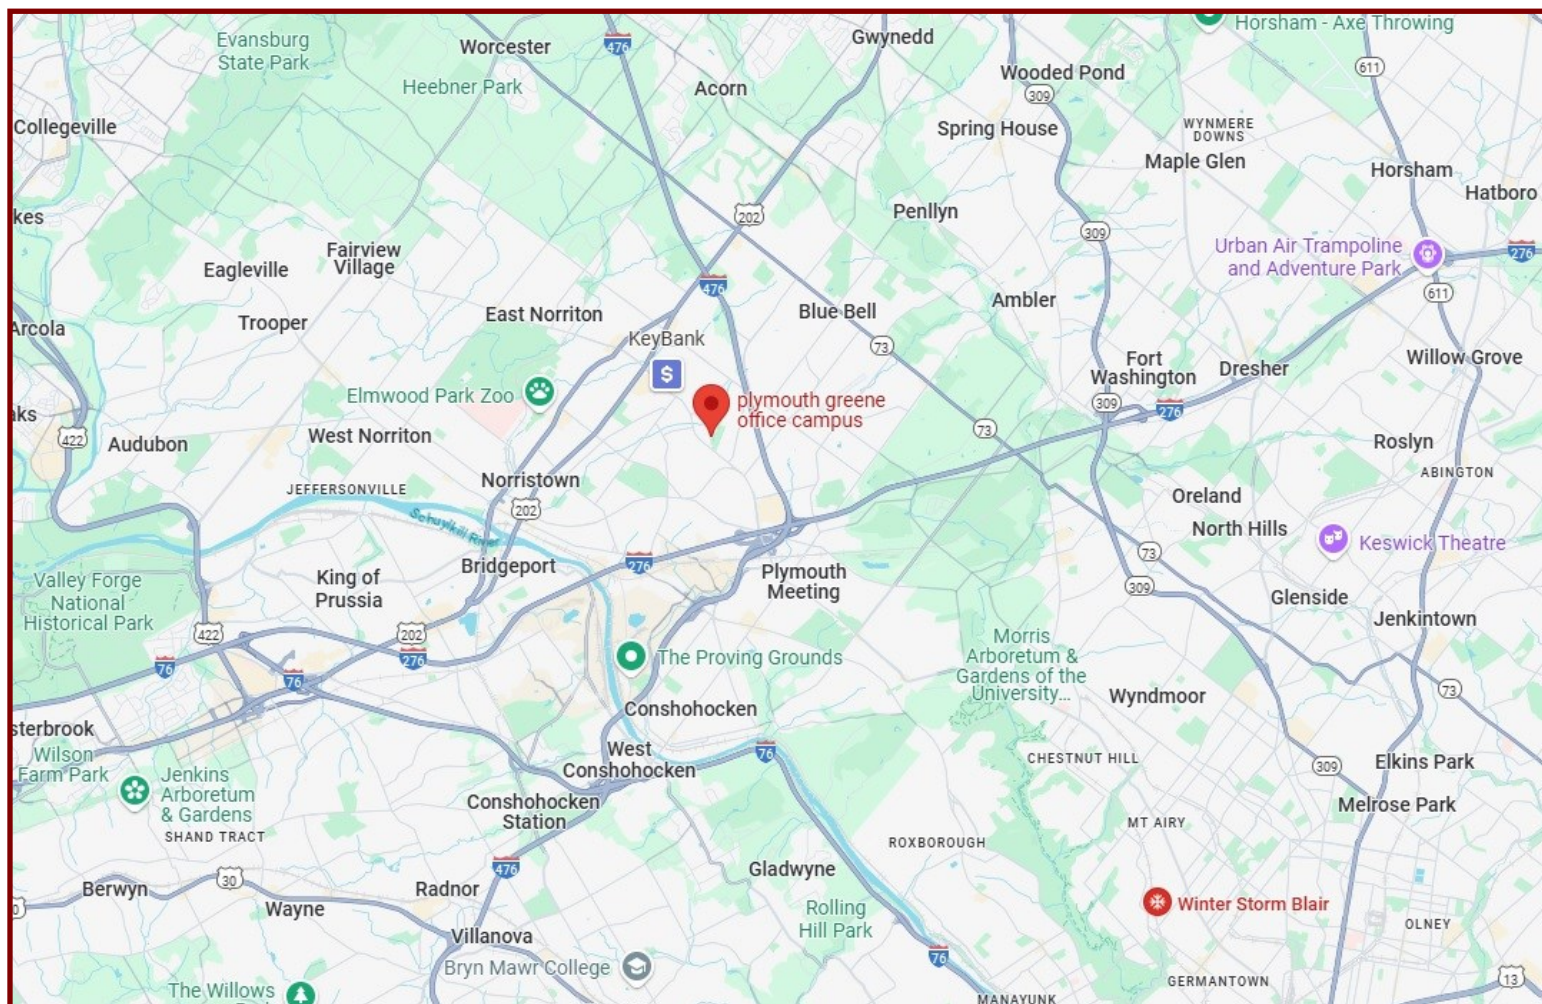 Horsham - Axe Throwing
Evansburg
State Park
Worcester
476
Gwynedd
611
Heebner Park
Acorn
Wooded Pond
309
Collegeville
Spring House
WYNMERE
DOWNS
Maple Glen
Horsham
Hatboro
kes
202
Penllyn
309
Fairview
Village
Eagleville
Urban Air Trampoline
and Adventure Park
276
476
611
Ambler
Arcola
Trooper
East Norriton
Blue Bell
KeyBank
$
73
Fort
Washington
Dresher
Willow Grove
Elmwood Park Zoo
plymouth greene
office campus
309
276
aks
422
Audubon
West Norriton
73
Roslyn
ABINGTON
Norristown
JEFFERSONVILLE
202
Oreland
Schuylkill River
North Hills
Keswick Theatre
73
Bridgeport
276
Plymouth
Meeting
King of
Prussia
309
Valley Forge
National
Historical Park
Glenside
Jenkintown
422
202
276
76
76
The Proving Grounds
Morris
Arboretum &
Gardens of the
University...
Wyndmoor
73
Conshohocken
sterbrook
Wilson
Farm Park
West
Conshohocken
76
CHESTNUT HILL
309
Elkins Park
Jenkins
Arboretum
& Gardens
Conshohocken
Station
Melrose Park
SHAND TRACT
MT AIRY
ROXBOROUGH
476
Gladwyne
Berwyn
30
Radnor
Wayne
Rolling
Hill Park
Winter Storm Blair
OLNEY
Villanova
76
Bryn Mawr College
GERMANTOWN
13
The Willows
MANAYUNK